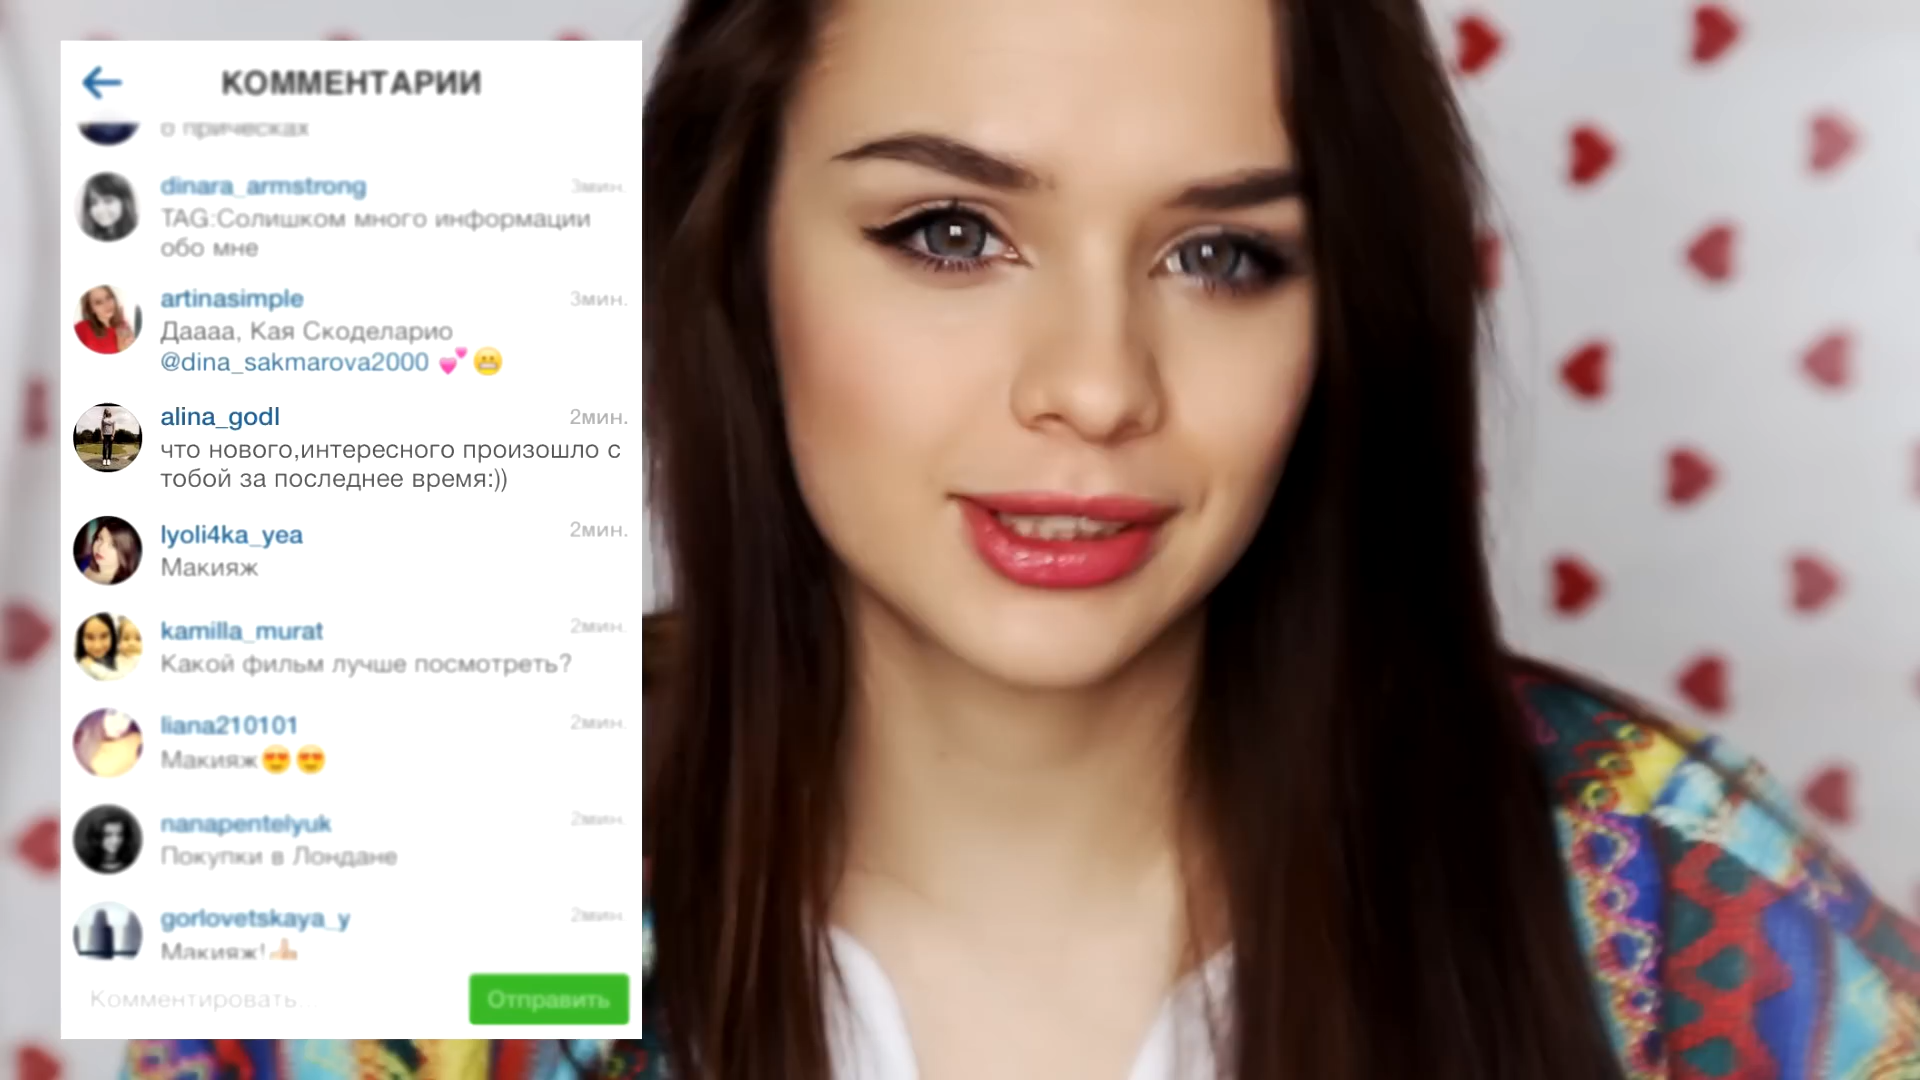 КОММЕНТАРИИ
о прическах
dinara_armstrong 3мин.
TAG:Солишком много информации
обо мне
artinasimple 3мин.
Даааа, Кая Скоделарио
@dina_sakmarova2000 💕😬
alina_godl 2мин.
что нового,интересного произошло с
тобой за последнее время:))
lyoli4ka_yea 2мин.
Макияж
kamilla_murat 2мин.
Какой фильм лучше посмотреть?
liana210101 2мин.
Макияж😍😍
nanapentelyuk 2мин.
Покупки в Лондане
gorlovetskaya_y 2мин.
Макияж!👍
Комментировать... Отправить